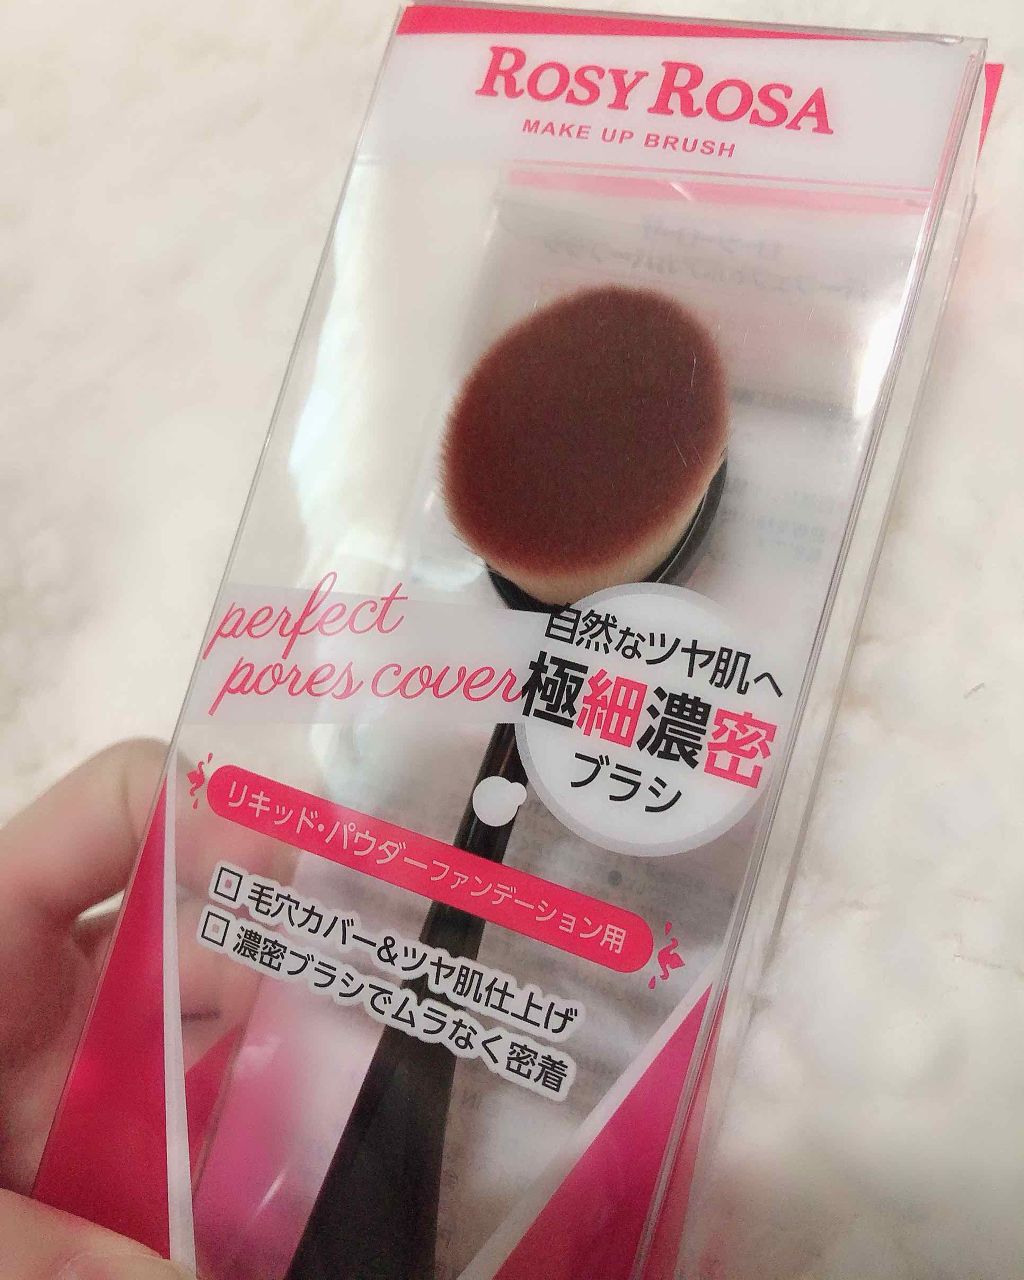 ROSY ROSA
MAKE UP BRUSH
perfect
pores cover
自然なツヤ肌へ
極細濃密
ブラシ
リキッド・パウダーファンデーション用
毛穴カバー&ツヤ肌仕上げ
濃密ブラシでムラなく密着